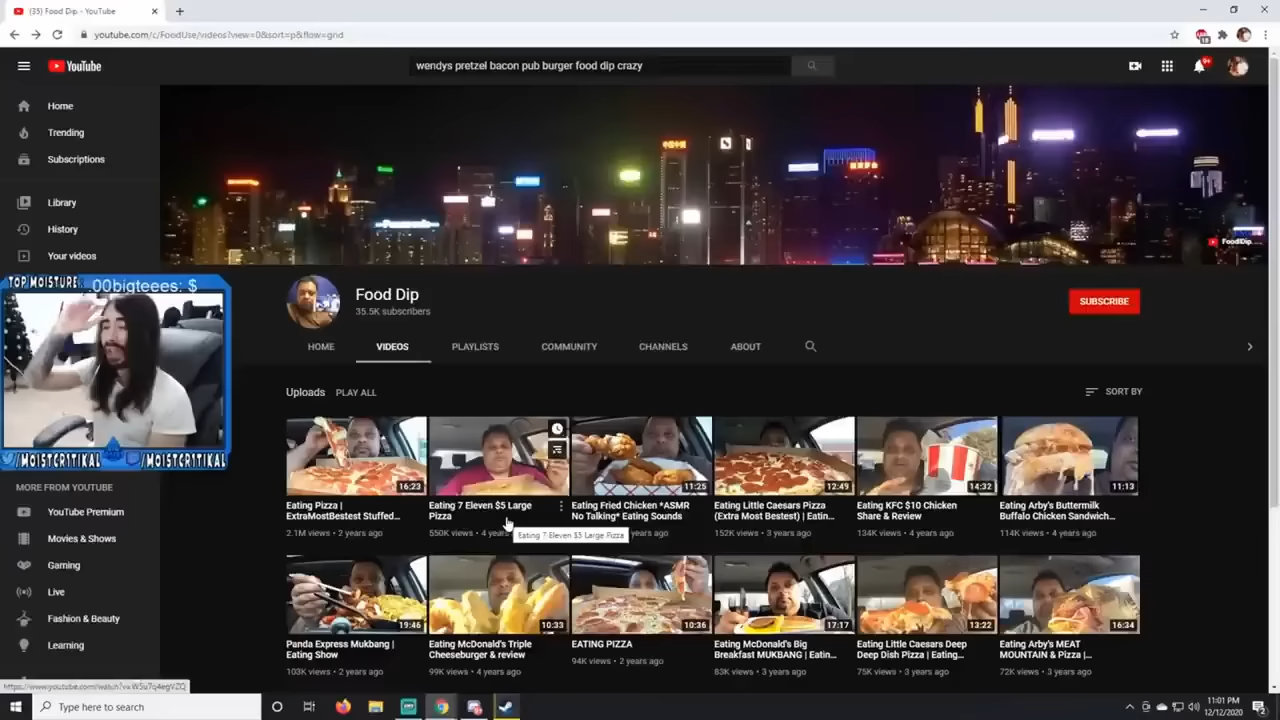 (35) Food Dip - YouTube
youtube.com/c/FoodUse/videos?view=0&sort=p&flow=grid
YouTube
wendys pretzel bacon pub burger food dip crazy
9+
Home
Trending
Subscriptions
Library
History
Your videos
FoodDip
TOP MOISTURE:
.00bigteees: $
/MOISTCR1TIKAL
/MOISTCR1TIKAL
Food Dip
35.5K subscribers
SUBSCRIBE
HOME
VIDEOS
PLAYLISTS
COMMUNITY
CHANNELS
ABOUT
Uploads
PLAY ALL
SORT BY
16:23
Eating Pizza |
ExtraMostBestest Stuffed...
2.1M views • 2 years ago
Eating 7 Eleven $5 Large
Pizza
550K views • 4 years
Eating 7 Eleven $5 Large Pizza
11:25
Eating Fried Chicken *ASMR
No Talking* Eating Sounds
years ago
12:49
Eating Little Caesars Pizza
(Extra Most Bestest) | Eatin...
152K views • 3 years ago
14:32
Eating KFC $10 Chicken
Share & Review
134K views • 4 years ago
11:13
Eating Arby's Buttermilk
Buffalo Chicken Sandwich...
114K views • 4 years ago
19:46
Panda Express Mukbang |
Eating Show
103K views • 2 years ago
10:33
Eating McDonald's Triple
Cheeseburger & review
99K views • 4 years ago
10:36
EATING PIZZA
94K views • 2 years ago
17:17
Eating McDonald's Big
Breakfast MUKBANG | Eatin...
83K views • 3 years ago
13:22
Eating Little Caesars Deep
Deep Dish Pizza | Eating...
75K views • 4 years ago
16:34
Eating Arby's MEAT
MOUNTAIN & Pizza |...
72K views • 3 years ago
MORE FROM YOUTUBE
YouTube Premium
Movies & Shows
Gaming
Live
Fashion & Beauty
Learning
Type here to search
11:01 PM
12/12/2020
2